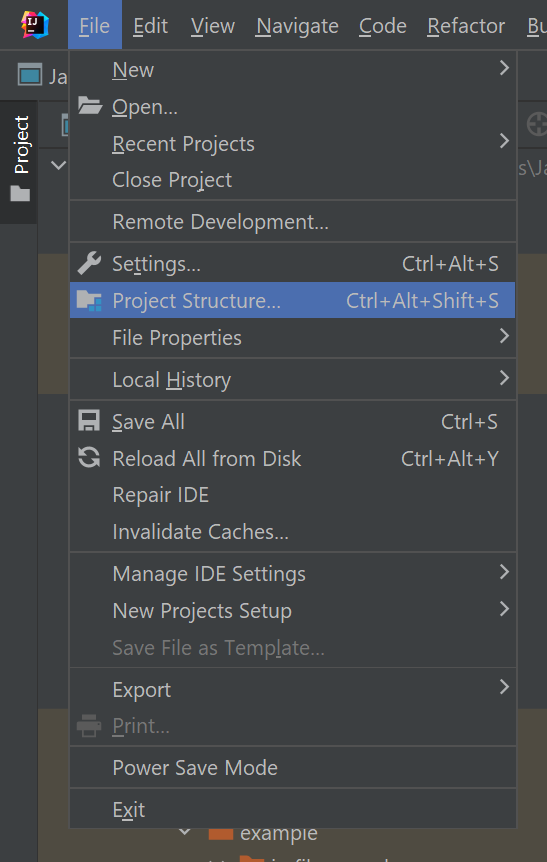 IJ File Edit View Navigate Code Refactor Bu
Ja
Project
New
Open...
s\Ja
Recent Projects
Close Project
Remote Development...
Settings... Ctrl+Alt+S
Project Structure... Ctrl+Alt+Shift+S
File Properties
Local History
Save All Ctrl+S
Reload All from Disk Ctrl+Alt+Y
Repair IDE
Invalidate Caches...
Manage IDE Settings
New Projects Setup
Save File as Template...
Export
Print...
Power Save Mode
Exit
example